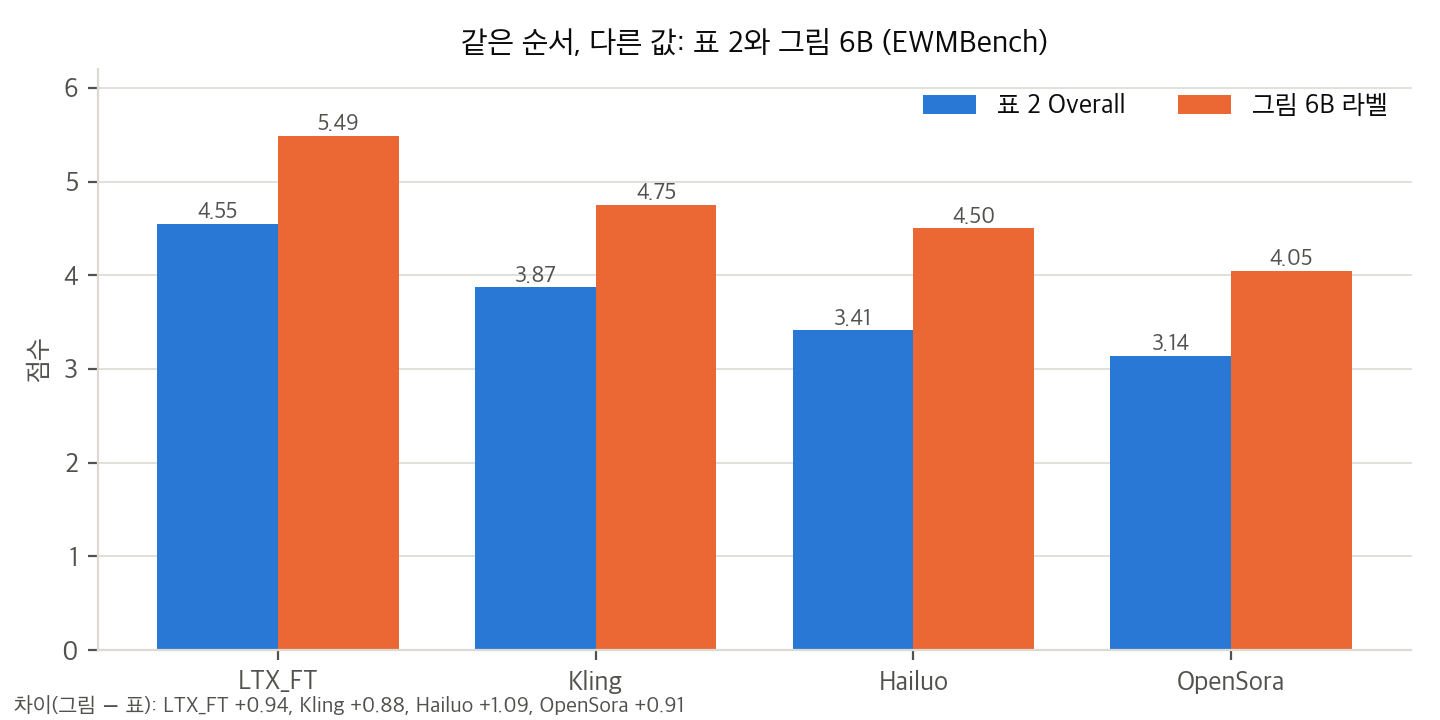 같은 순서, 다른 값: 표 2와 그림 6B (EWMBench)
표 2 Overall
그림 6B 라벨
점수
6
5
4
3
2
1
0
4.55
5.49
3.87
4.75
3.41
4.50
3.14
4.05
LTX_FT
Kling
Hailuo
OpenSora
차이(그림 − 표): LTX_FT +0.94, Kling +0.88, Hailuo +1.09, OpenSora +0.91